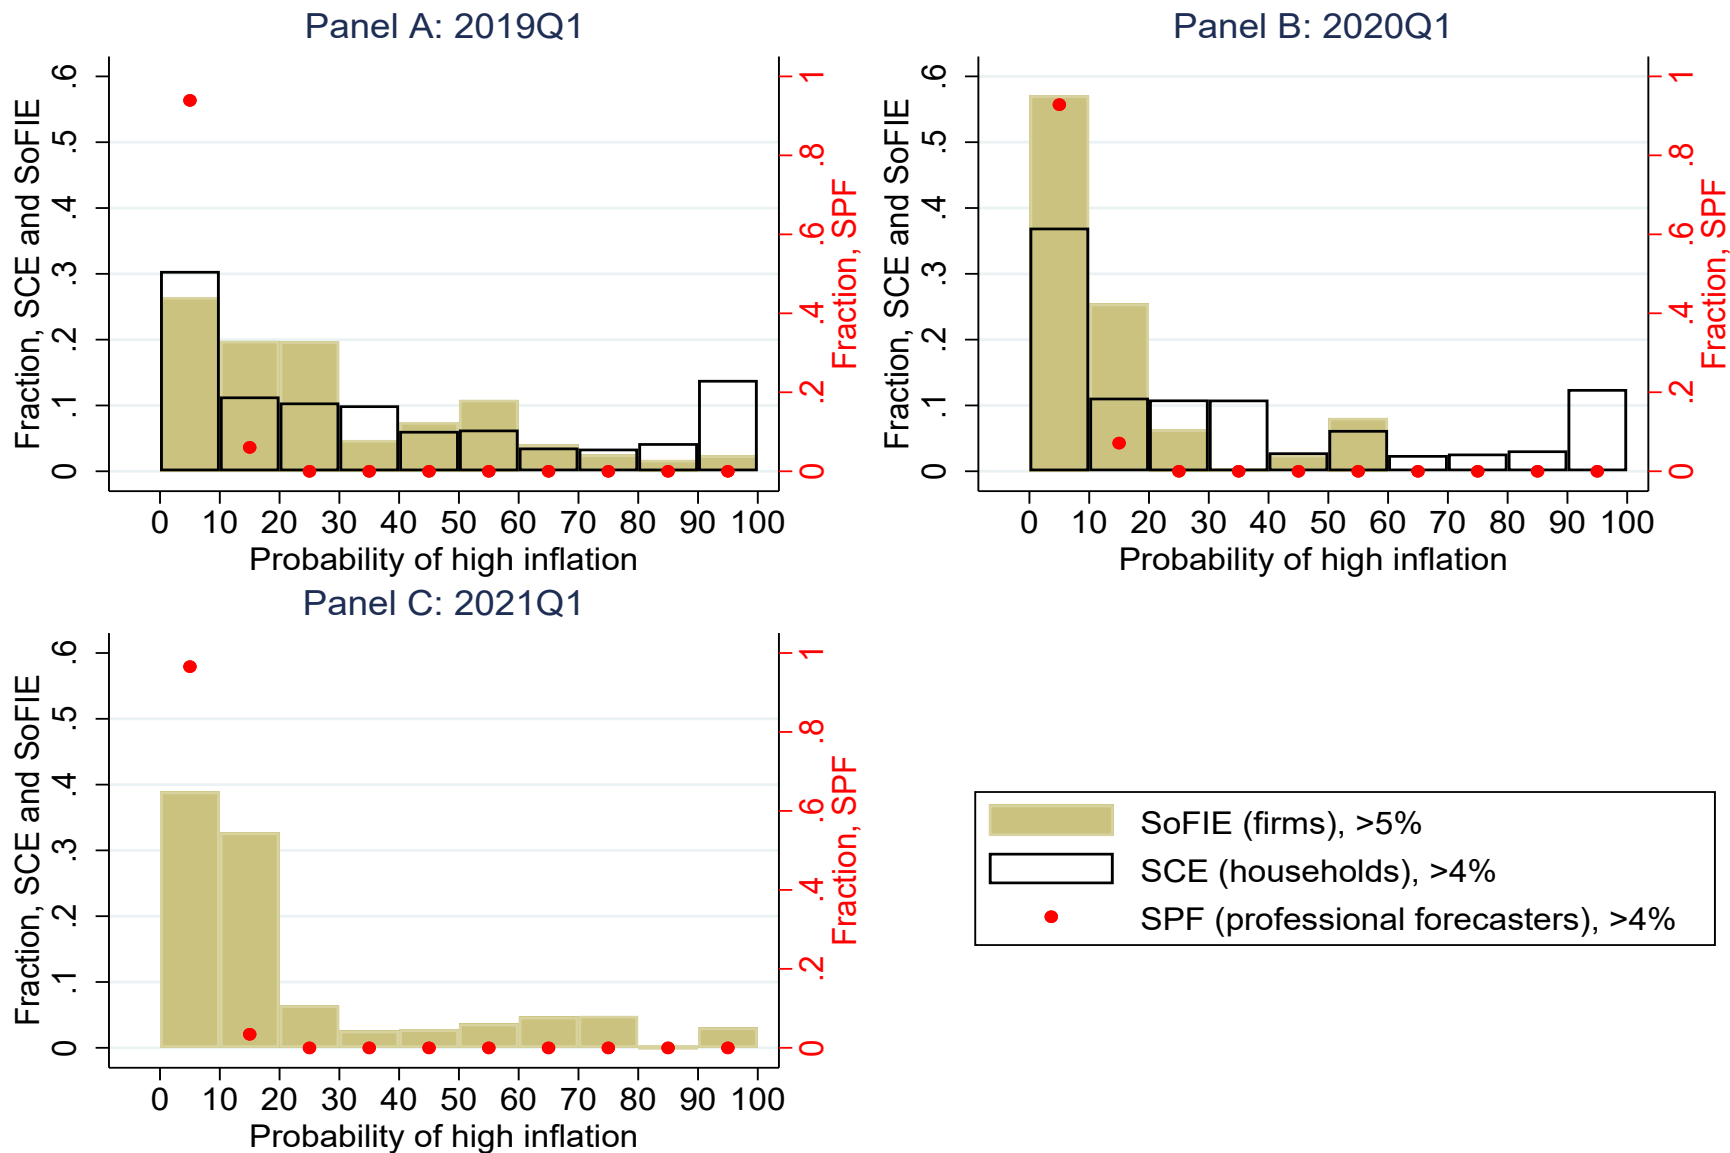 Panel A: 2019Q1
Fraction, SCE and SoFIE
0 .1 .2 .3 .4 .5 .6
Fraction, SPF
0 .2 .4 .6 .8 1
0 10 20 30 40 50 60 70 80 90 100
Probability of high inflation
Panel B: 2020Q1
Fraction, SCE and SoFIE
0 .1 .2 .3 .4 .5 .6
Fraction, SPF
0 .2 .4 .6 .8 1
0 10 20 30 40 50 60 70 80 90 100
Probability of high inflation
Panel C: 2021Q1
Fraction, SCE and SoFIE
0 .1 .2 .3 .4 .5 .6
Fraction, SPF
0 .2 .4 .6 .8 1
0 10 20 30 40 50 60 70 80 90 100
Probability of high inflation
SoFIE (firms), >5%
SCE (households), >4%
SPF (professional forecasters), >4%